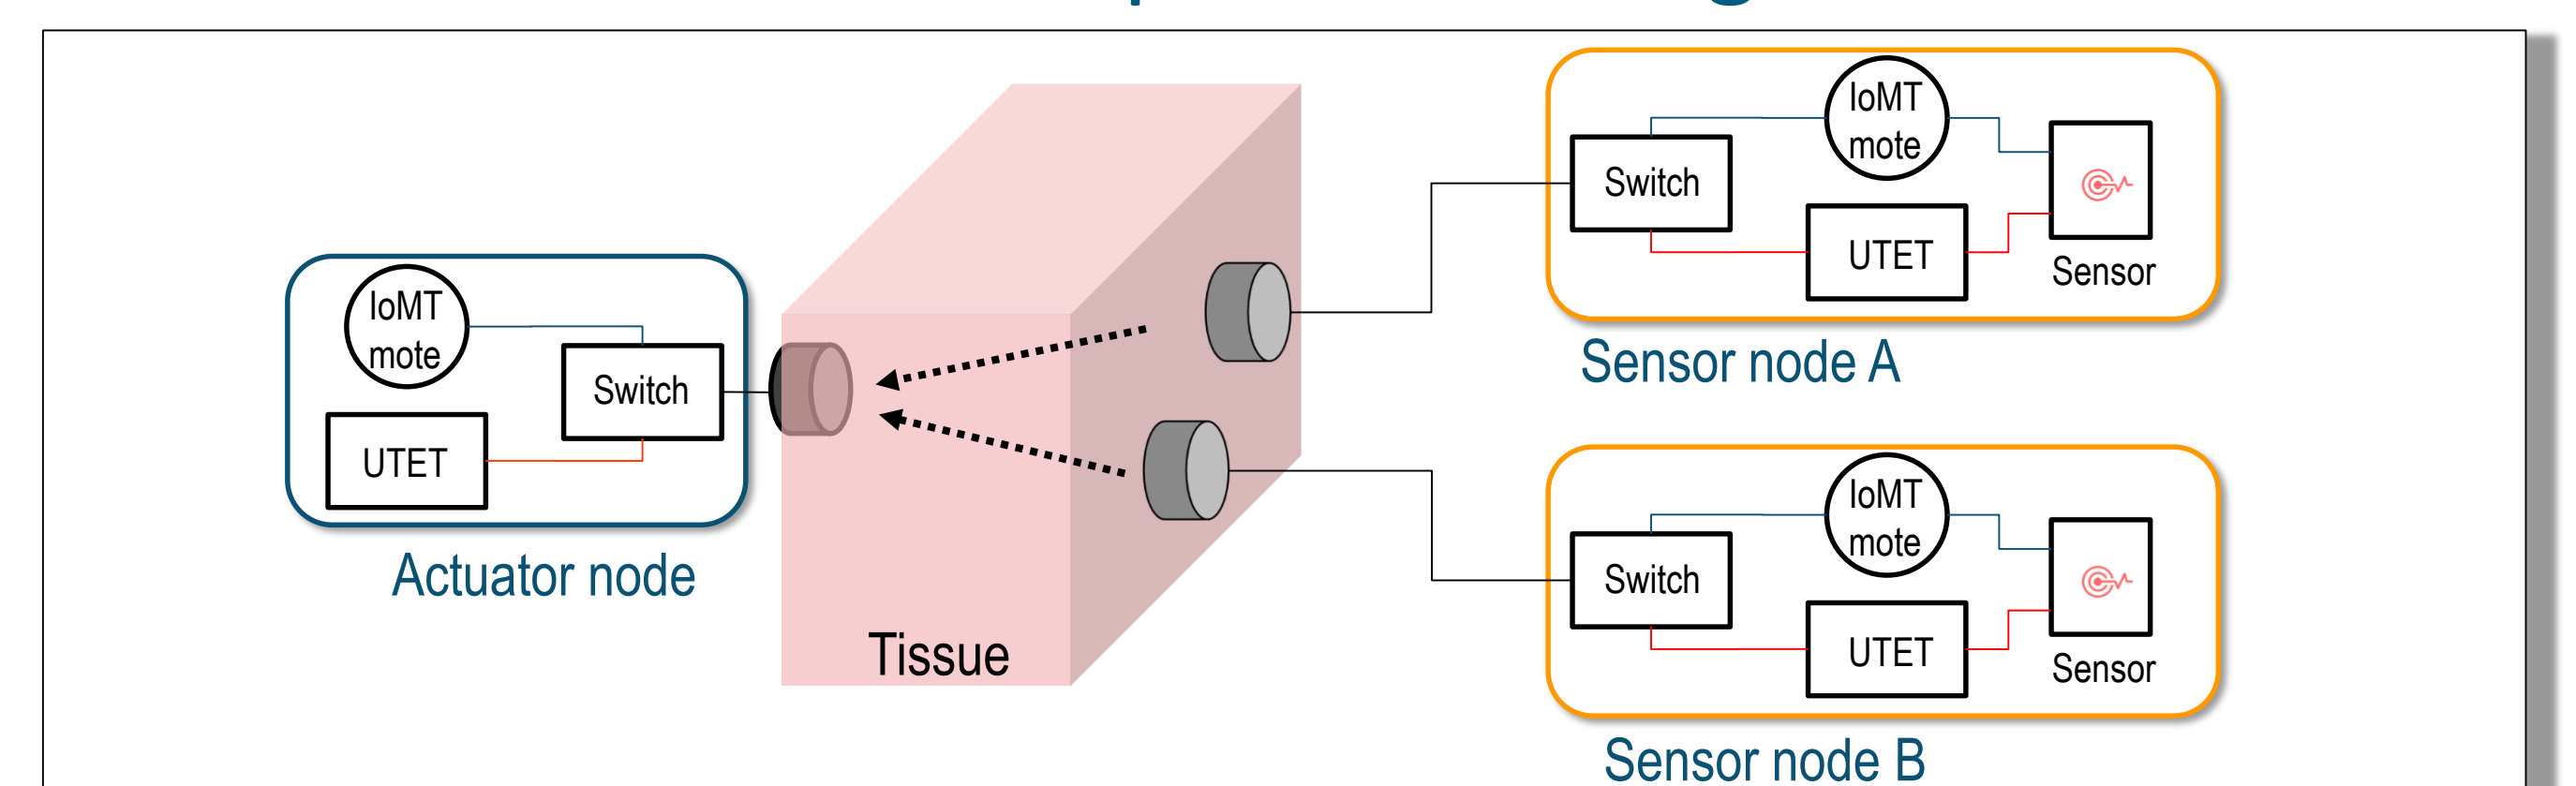 IoMT
mote
Switch
UTET
Actuator node
Tissue
IoMT
mote
Switch
UTET
Sensor
Sensor node A
IoMT
mote
Switch
UTET
Sensor
Sensor node B